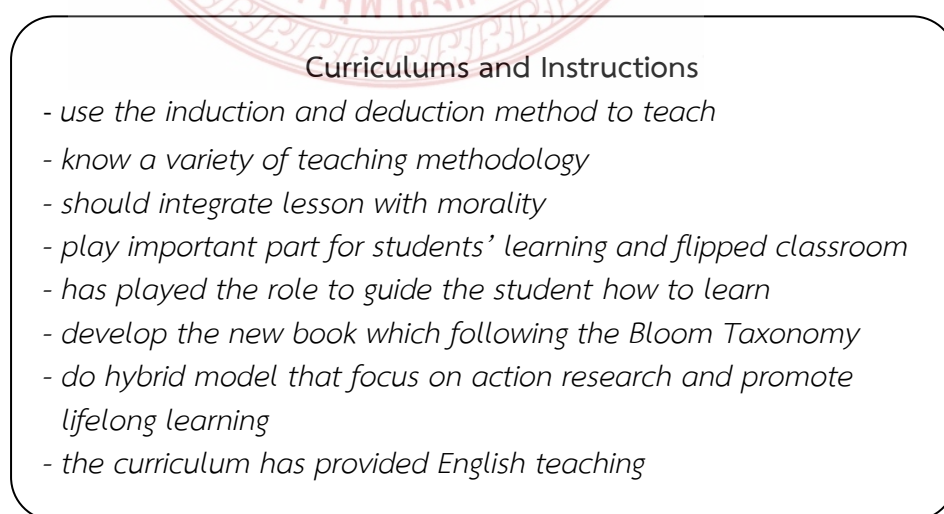 Curriculums and Instructions
- use the induction and deduction method to teach
- know a variety of teaching methodology
- should integrate lesson with morality
- play important part for students’ learning and flipped classroom
- has played the role to guide the student how to learn
- develop the new book which following the Bloom Taxonomy
- do hybrid model that focus on action research and promote
lifelong learning
- the curriculum has provided English teaching